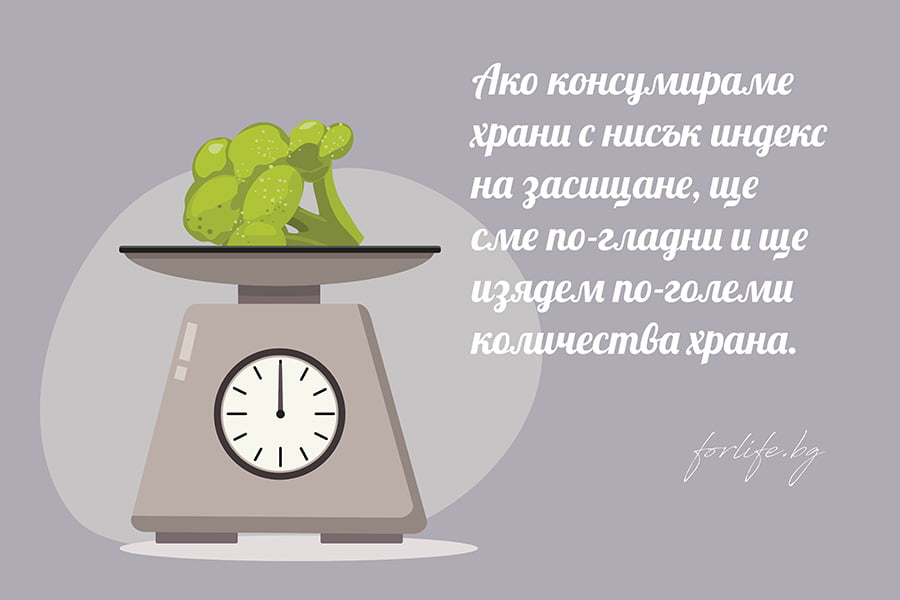 Ако консумираме
храни с нисък индекс
на засищане, ще
сме по-гладни и ще
изядем по-големи
количества храна.
forlife.bg